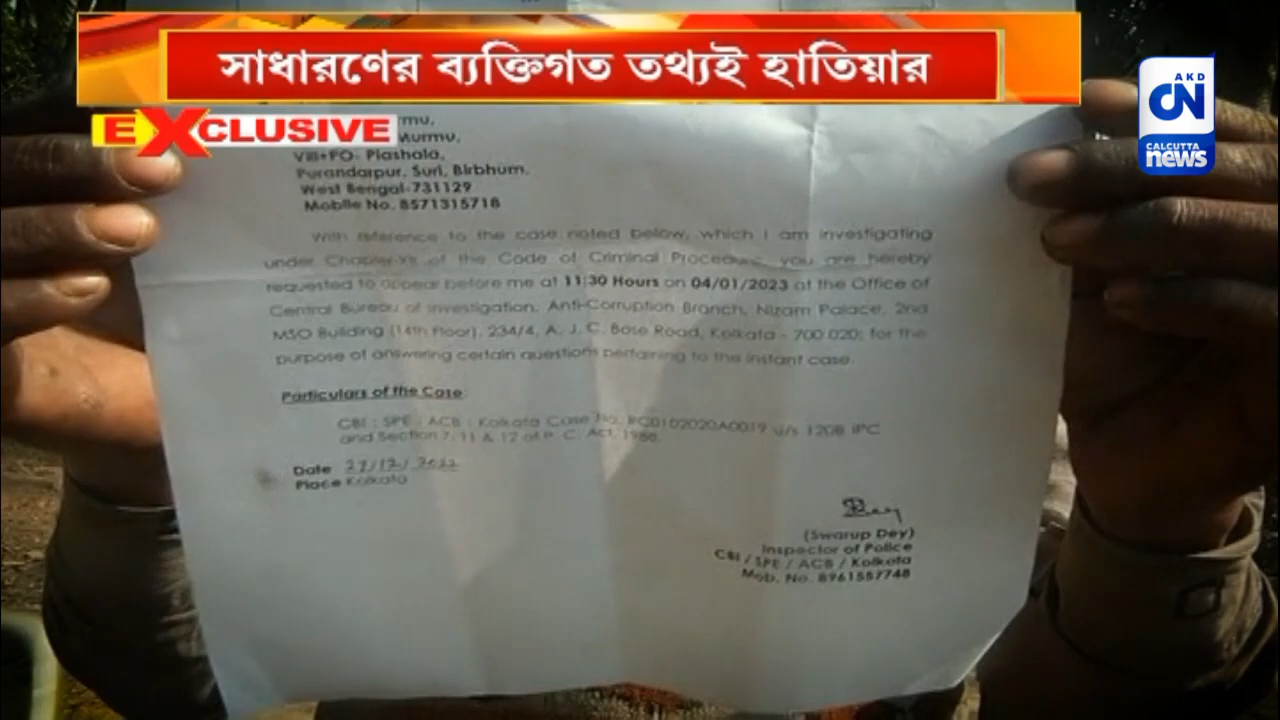 সাধারণের ব্যক্তিগত তথ্যই হাতিয়ার
AKD
CN
CALCUTTA
news
EXCLUSIVE
Murmu,
Vill+PO- Plashala,
Purandarpur, Suri, Birbhum,
West Bengal-731129
Mobile No. 8571315718
With reference to the case noted below, which I am investigating
under Chapter-XII of the Code of Criminal Procedure, you are hereby
requested to appear before me at 11:30 Hours on 04/01/2023 at the Office of
Central Bureau of Investigation, Anti-Corruption Branch, Nizam Palace, 2nd
MSO Building (14th Floor), 234/4, A. J. C. Bose Road, Kolkata - 700 020; for the
purpose of answering certain questions pertaining to the instant case.
Particulars of the Case:
CBI : SPE : ACB : Kolkata Case No. RC0102020A0019 u/s 120B IPC
and Section 7, 11 & 12 of P. C. Act, 1988.
Date 27/12/2022
Place Kolkata
(Swarup Dey)
Inspector of Police
CBI / SPE / ACB / Kolkata
Mob. No. 8961557748